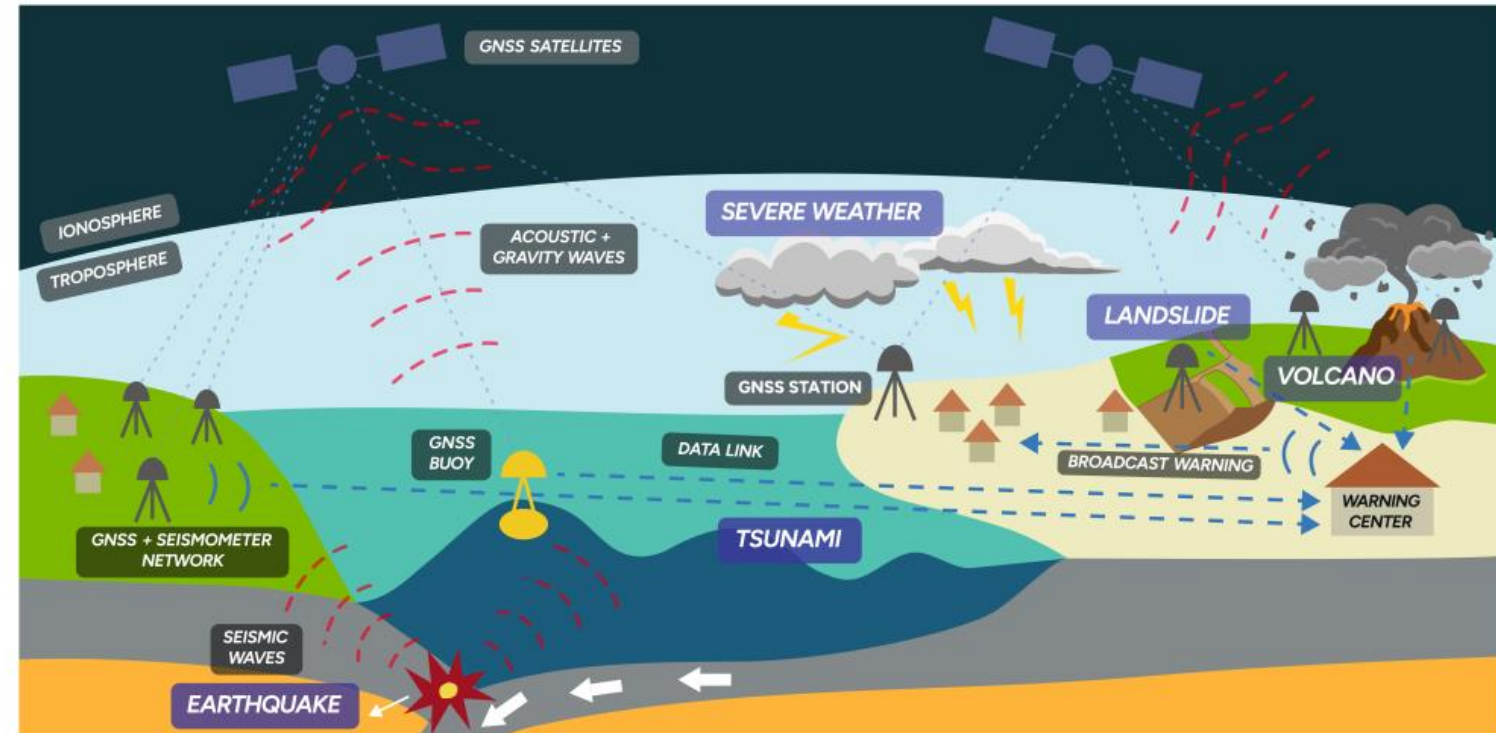 GNSS SATELLITES
IONOSPHERE
TROPOSPHERE
ACOUSTIC +
GRAVITY WAVES
SEVERE WEATHER
LANDSLIDE
VOLCANO
GNSS STATION
GNSS
BUOY
DATA LINK
BROADCAST WARNING
WARNING
CENTER
TSUNAMI
GNSS + SEISMOMETER
NETWORK
SEISMIC
WAVES
EARTHQUAKE